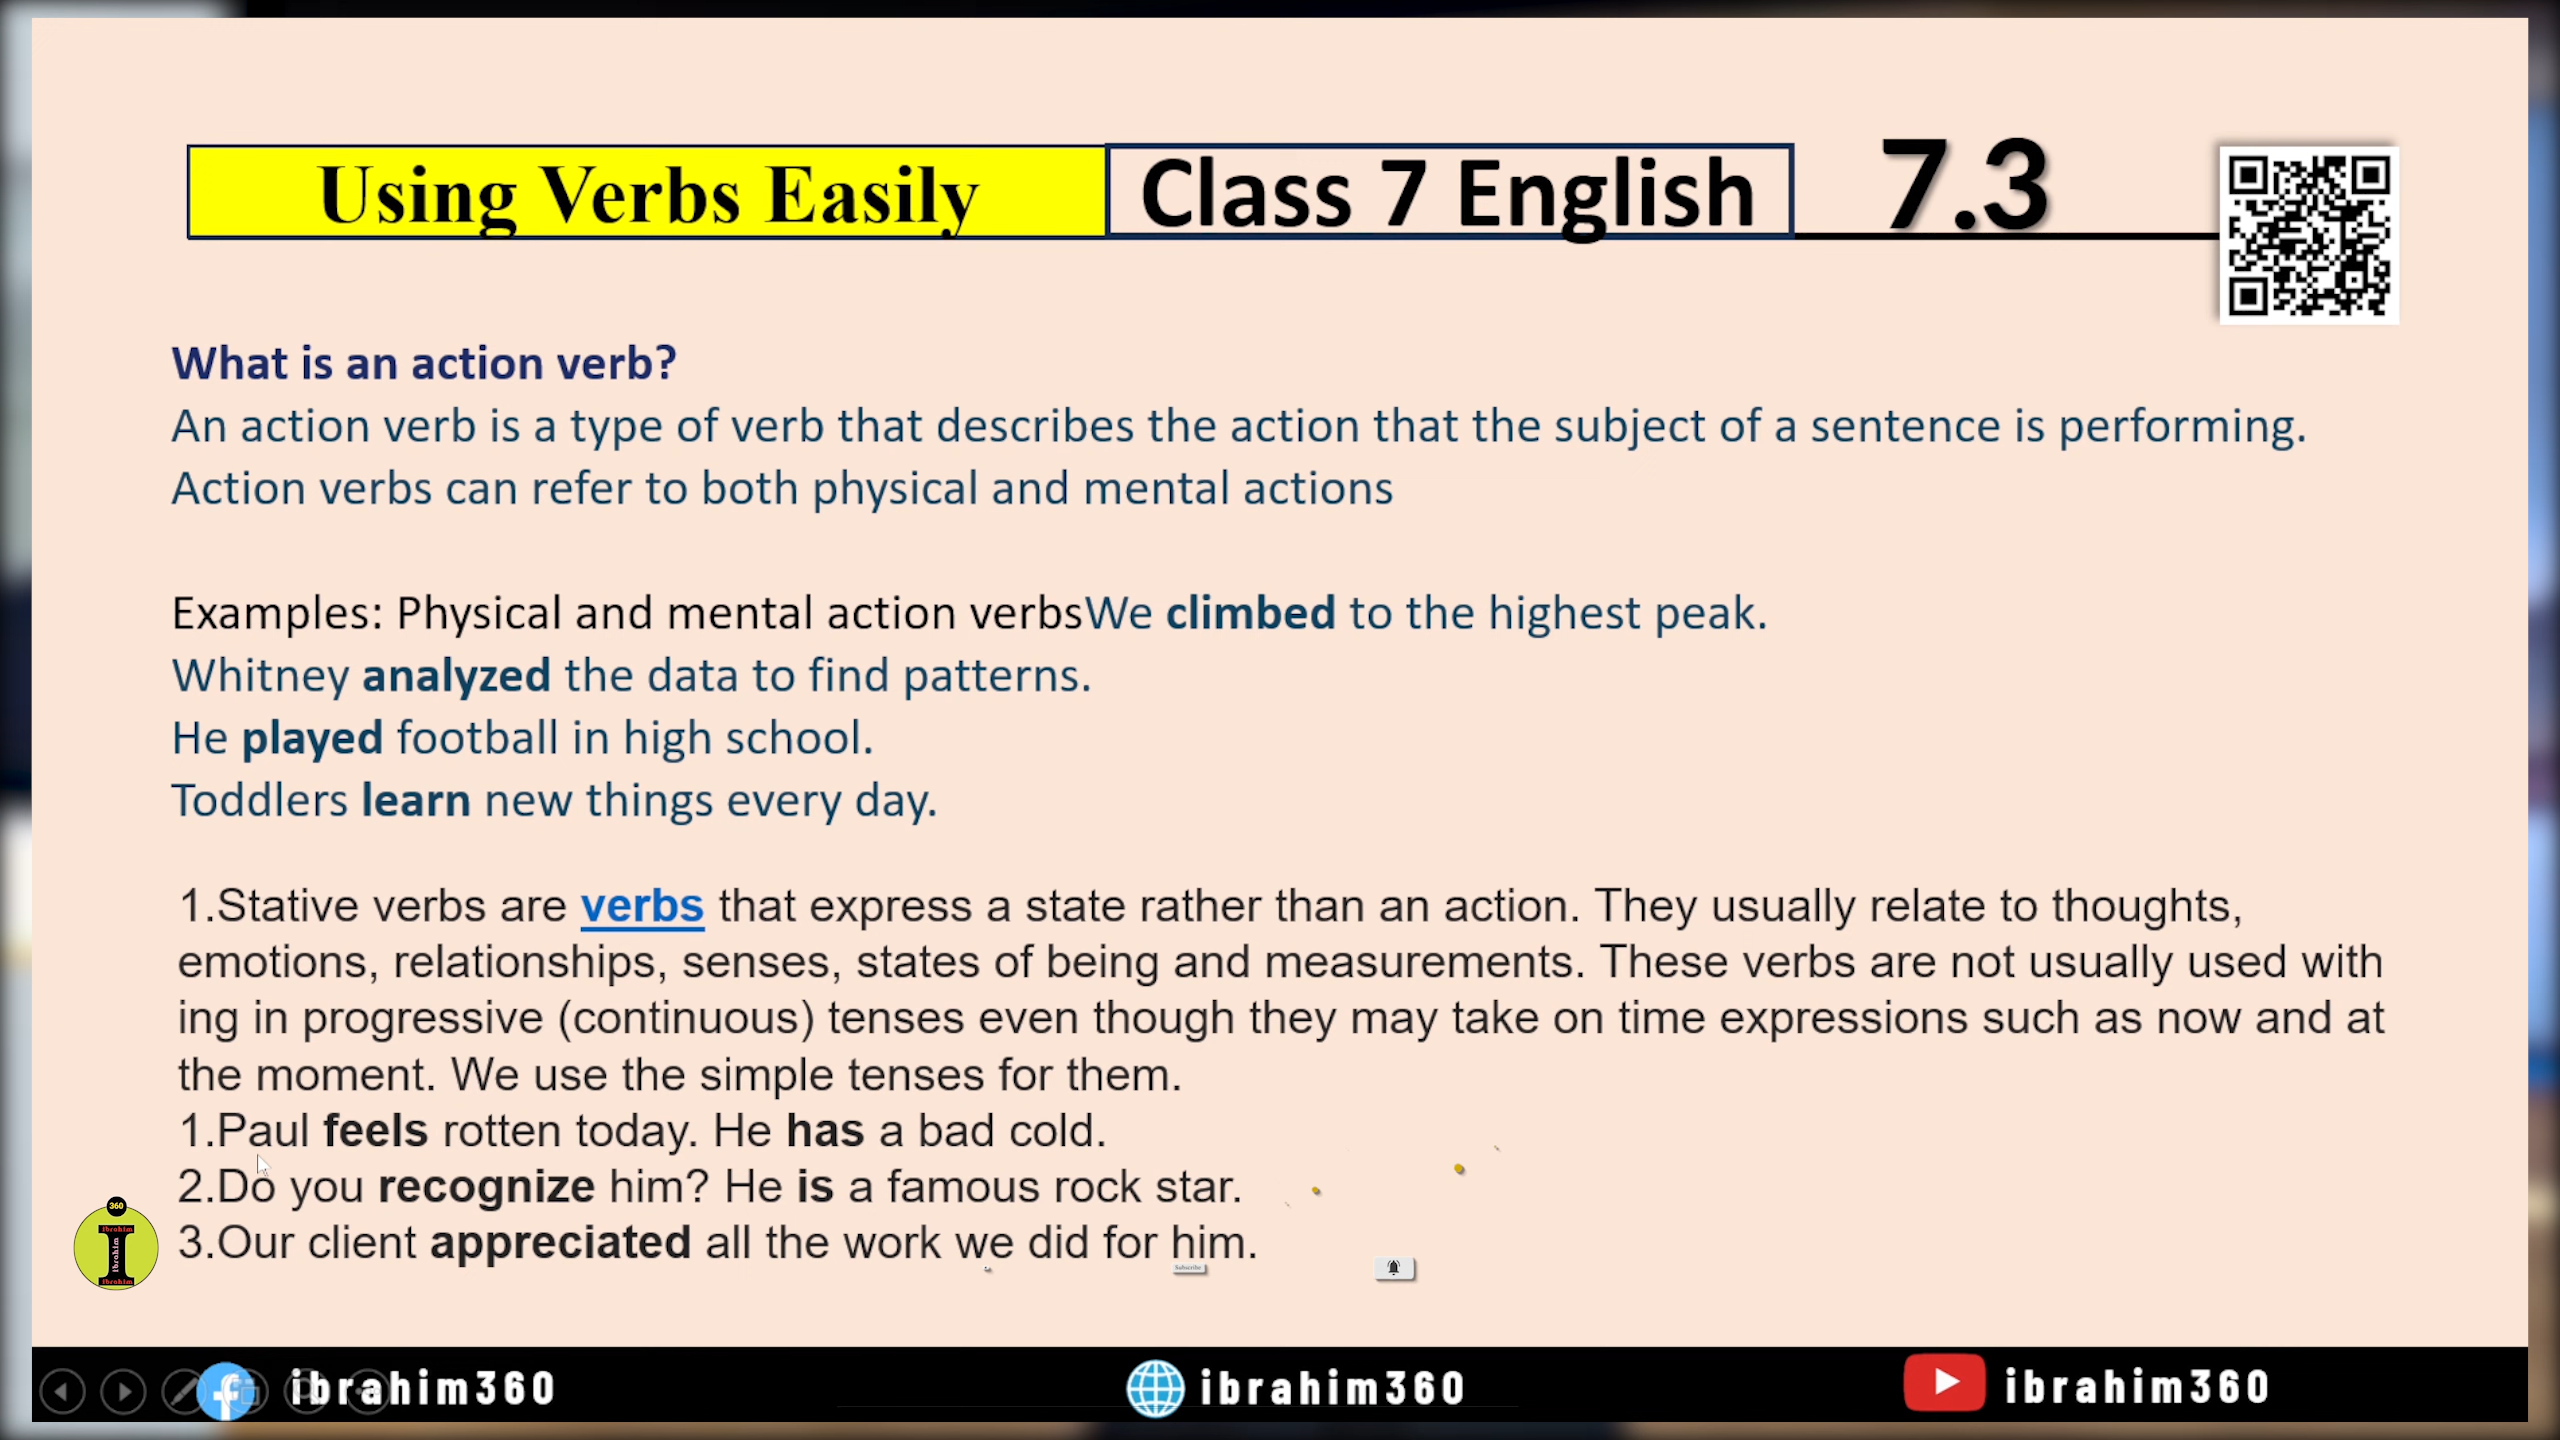 Using Verbs Easily Class 7 English 7.3
What is an action verb?
An action verb is a type of verb that describes the action that the subject of a sentence is performing.
Action verbs can refer to both physical and mental actions
Examples: Physical and mental action verbsWe climbed to the highest peak.
Whitney analyzed the data to find patterns.
He played football in high school.
Toddlers learn new things every day.
1.Stative verbs are verbs that express a state rather than an action. They usually relate to thoughts,
emotions, relationships, senses, states of being and measurements. These verbs are not usually used with
ing in progressive (continuous) tenses even though they may take on time expressions such as now and at
the moment. We use the simple tenses for them.
1.Paul feels rotten today. He has a bad cold.
2.Do you recognize him? He is a famous rock star.
3.Our client appreciated all the work we did for him.
360
Ibrahim
Ibrahim
Ibrahim
Subscribe
ibrahim360 ibrahim360 ibrahim360